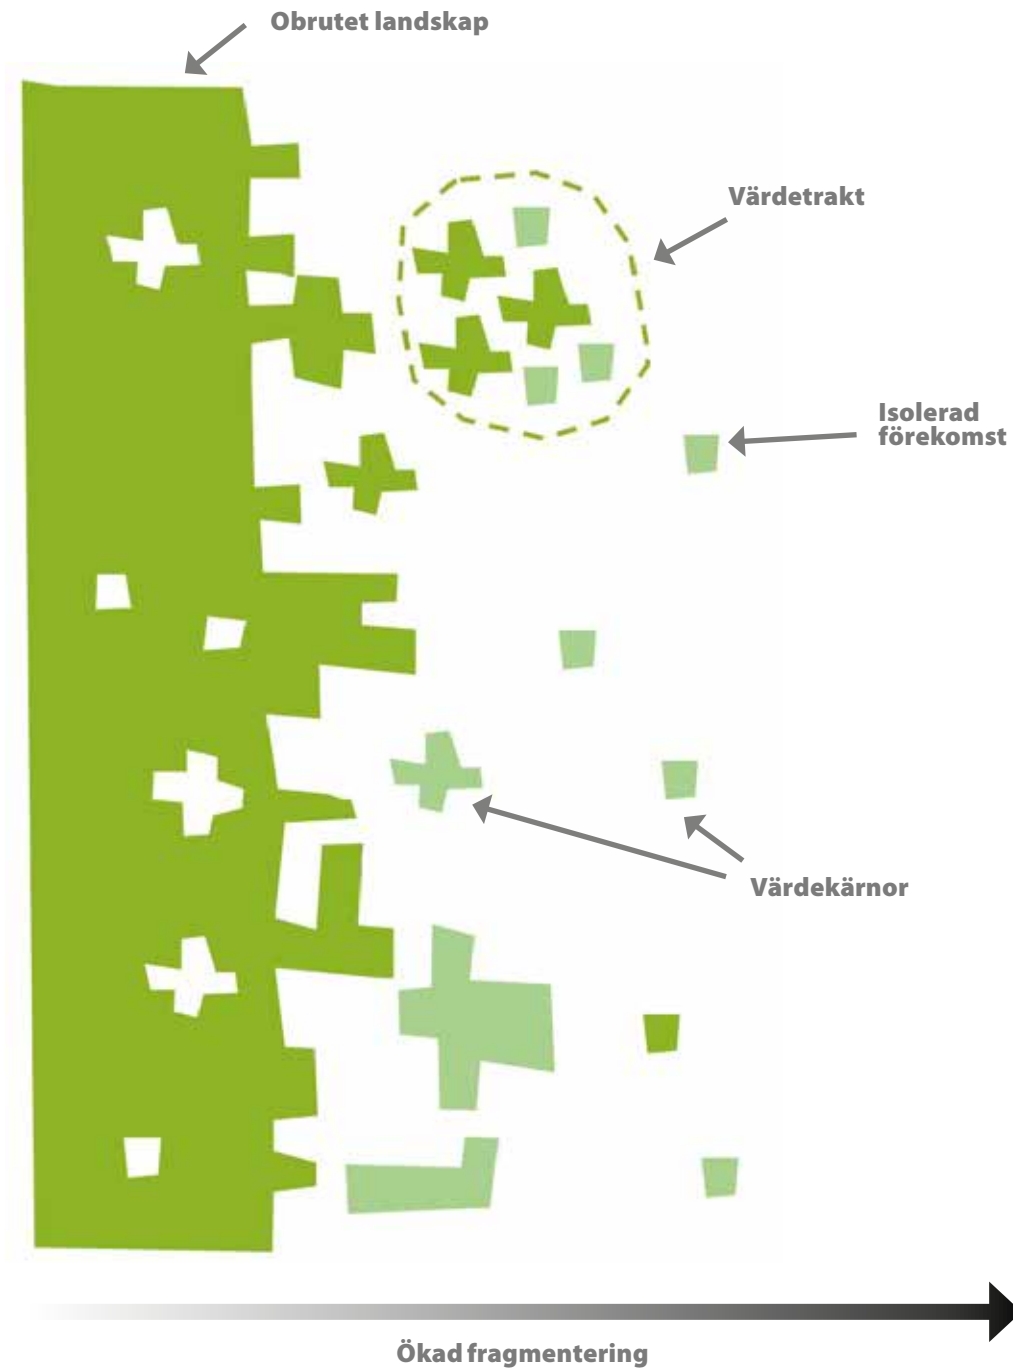 Obrutet landskap
Värdetrakt
Isolerad
förekomst
Värdekärnor
Ökad fragmentering